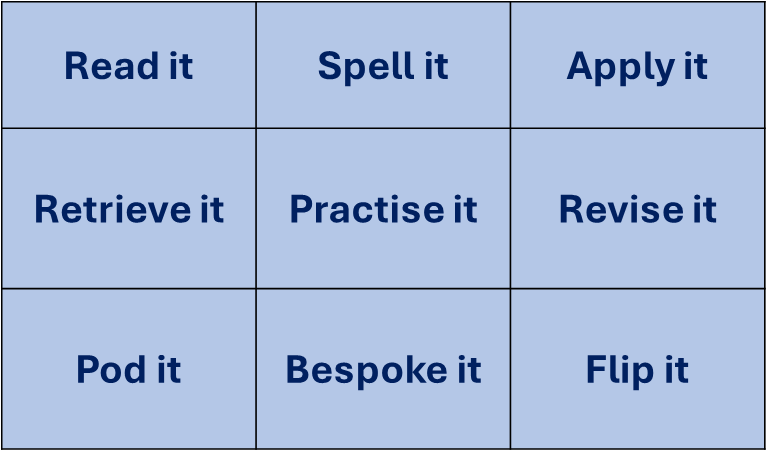 Read it
Spell it
Apply it
Retrieve it
Practise it
Revise it
Pod it
Bespoke it
Flip it